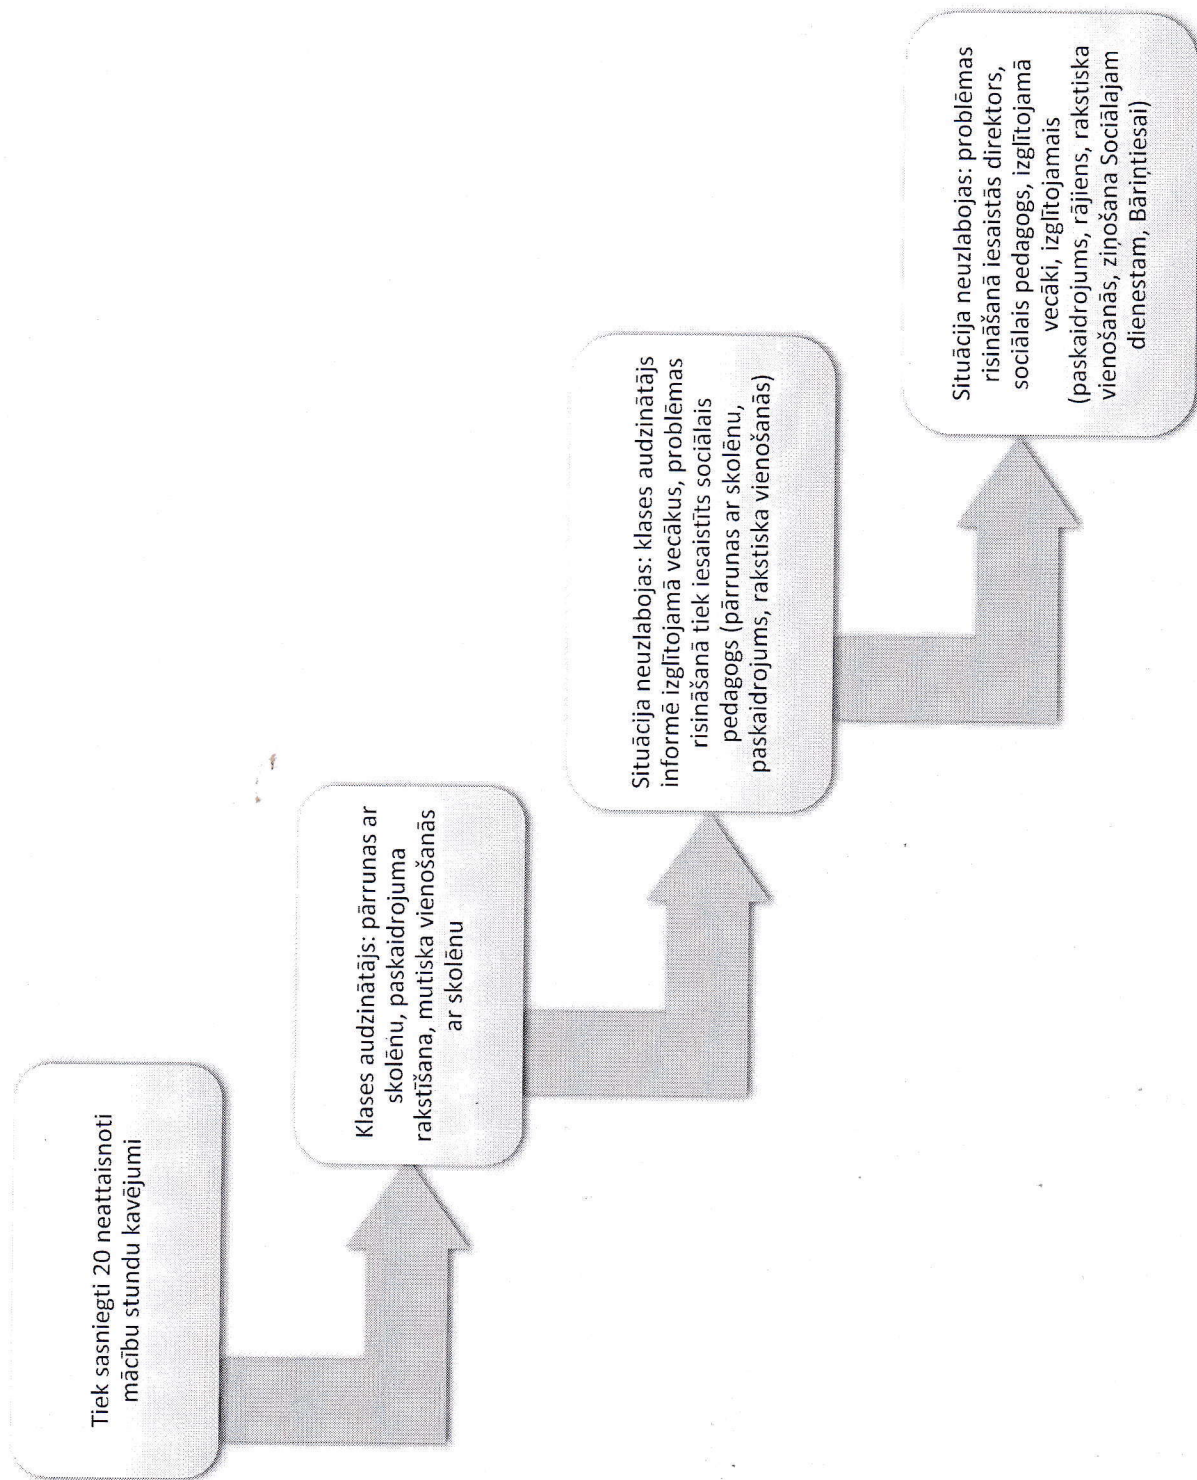 Tiek sasniegti 20 neattaisnoti
mācību stundu kavējumi
Klases audzinātājs: pārrunas ar
skolēnu, paskaidrojuma
rakstīšana, mutiska vienošanās
ar skolēnu
Situācija neuzlabojas: klases audzinātājs
informē izglītojamā vecākus, problēmas
risināšanā tiek iesaistīts sociālais
pedagogs (pārrunas ar skolēnu,
paskaidrojums, rakstiska vienošanās)
Situācija neuzlabojas: problēmas
risināšanā iesaistās direktors,
sociālais pedagogs, izglītojamā
vecāki, izglītojamais
(paskaidrojums, rājiens, rakstiska
vienošanās, ziņošana Sociālajam
dienestam, Bāriņtiesai)